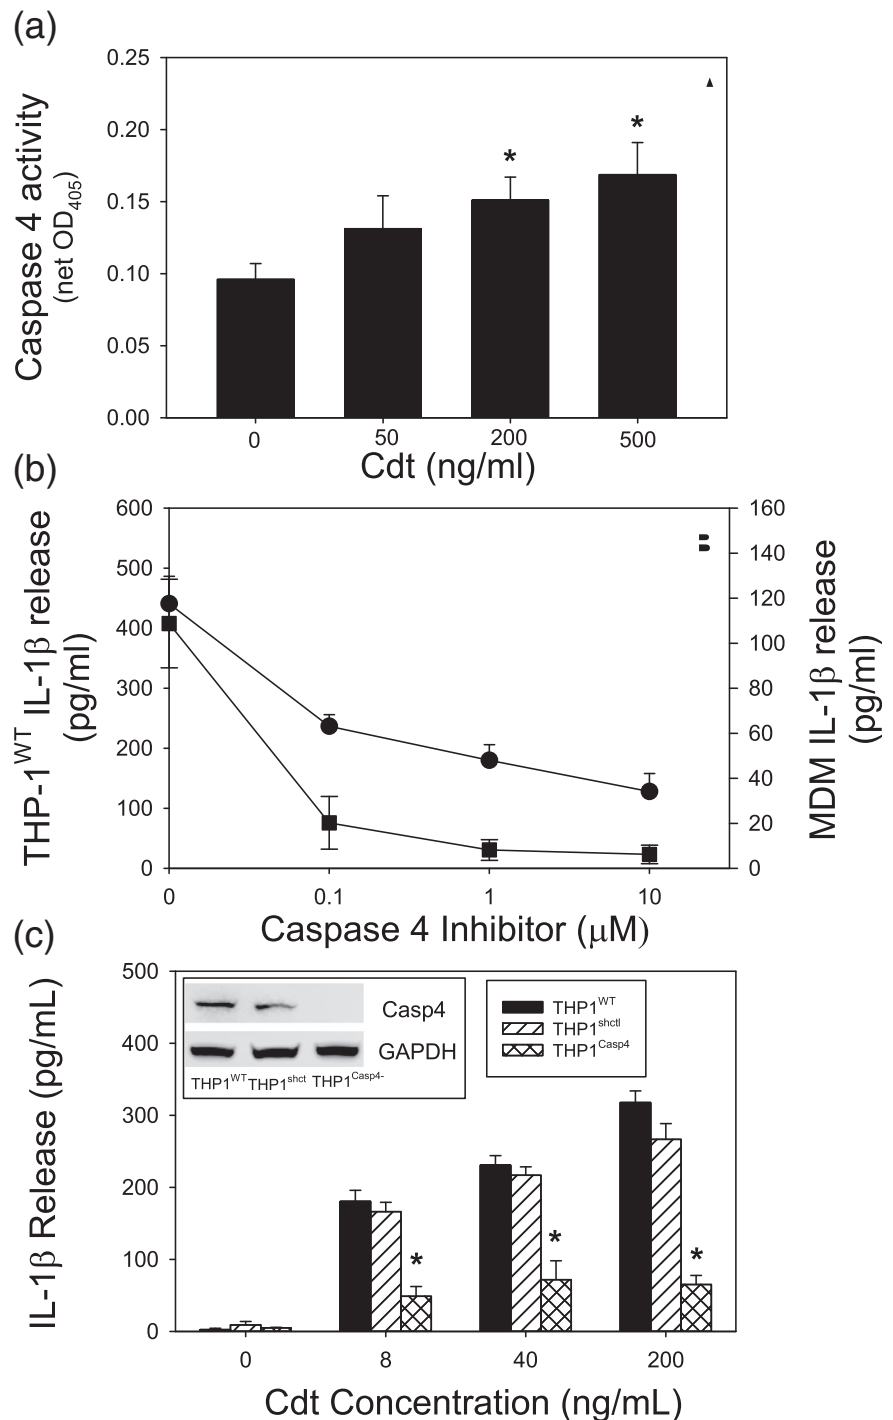 (a)
Caspase 4 activity
(net OD405)
0.25
0.20
0.15
0.10
0.05
0.00
*
*
0 50 200 500
Cdt (ng/ml)
(b)
THP-1WT IL-1β release
(pg/ml)
600
500
400
300
200
100
0
160
140
120
100
80
60
40
20
0
MDM IL-1β release
(pg/ml)
0 0.1 1 10
Caspase 4 Inhibitor (μM)
(c)
IL-1β Release (pg/mL)
500
400
300
200
100
0
Casp4
GAPDH
THP1WT THP1shct THP1Casp4-
THP1WT
THP1shctl
THP1Casp4
*
*
*
0 8 40 200
Cdt Concentration (ng/mL)